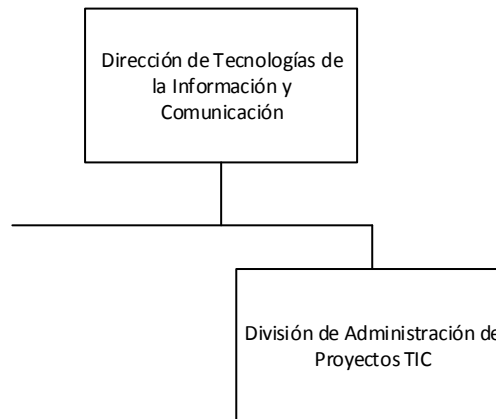 Dirección de Tecnologías de
la Información y
Comunicación
División de Administración de
Proyectos TIC